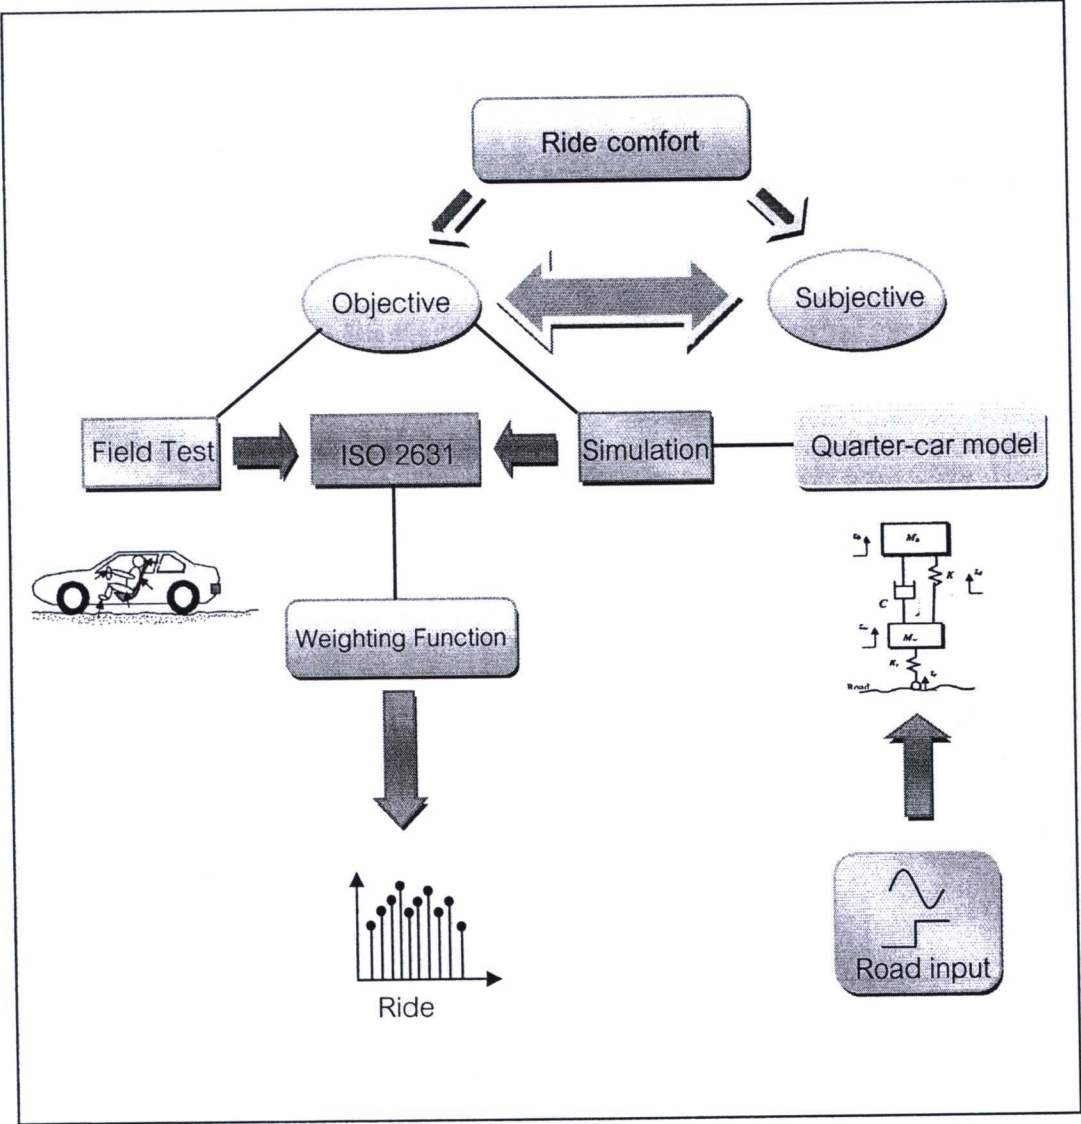 Ride comfort
Objective
Subjective
Field Test
ISO 2631
Simulation
Quarter-car model
K
C
Weighting Function
Road
Road input
Ride